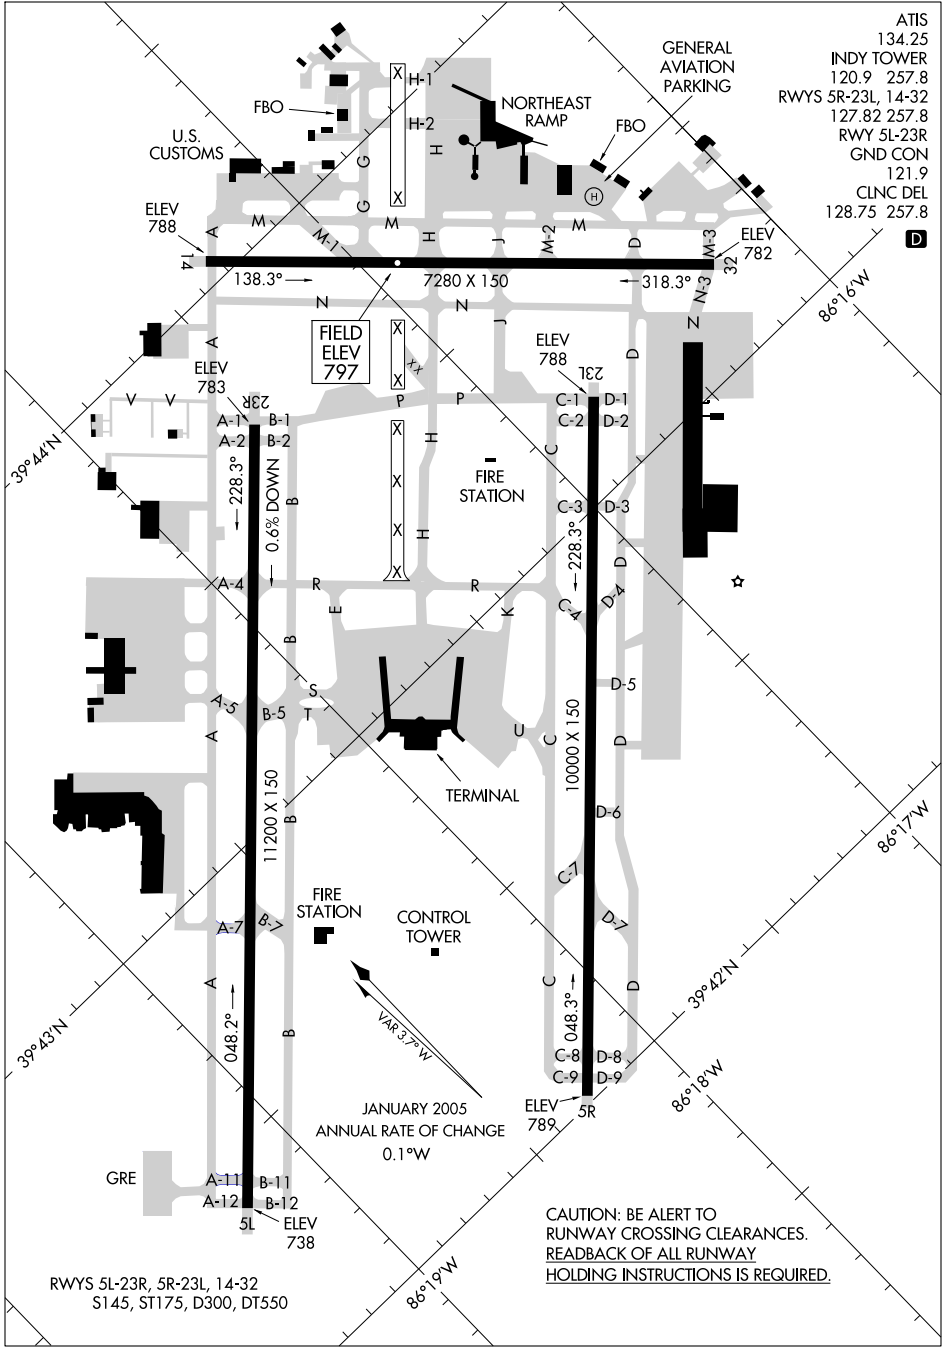 ATIS
134.25
INDY TOWER
120.9 257.8
RWYS 5R-23L, 14-32
127.82 257.8
RWY 5L-23R
GND CON
121.9
CLNC DEL
128.75 257.8
D
GENERAL
AVIATION
PARKING
H-1
H-2
X
FBO
NORTHEAST
RAMP
FBO
H
G
G
U.S.
CUSTOMS
X
H
ELEV
788
A
M
M-1
M
H
J
M-2
M
D
M-3
ELEV
782
14
32
138.3°
7280 X 150
318.3°
N-3
86°16'W
N
N
J
N
FIELD
ELEV
797
X
XX
X
A
D
ELEV
783
ELEV
788
23L
V V
23R
P
P
C-1 D-1
A-1 B-1
C-2 D-2
A-2 B-2
X
H
C
39°44'N
228.3°
0.6% DOWN
FIRE
STATION
X
B
C-3 D-3
X
H
228.3°
D
X
A-4
R
R
E
K
C-4
D-4
B
S
D-5
A-5
B-5
T
A
U
C
D
10000 X 150
TERMINAL
11200 X 150
B
D-6
86°17'W
C-7
FIRE
STATION
CONTROL
TOWER
A-7
B-7
D-7
39°42'N
A
C
D
048.2°
048.3°
B
VAR 3.7° W
39°43'N
C-8 D-8
C-9 D-9
86°18'W
ELEV
789
5R
JANUARY 2005
ANNUAL RATE OF CHANGE
0.1°W
GRE
A-11 B-11
A-12 B-12
5L
ELEV
738
CAUTION: BE ALERT TO
RUNWAY CROSSING CLEARANCES.
READBACK OF ALL RUNWAY
HOLDING INSTRUCTIONS IS REQUIRED.
86°19'W
RWYS 5L-23R, 5R-23L, 14-32
S145, ST175, D300, DT550